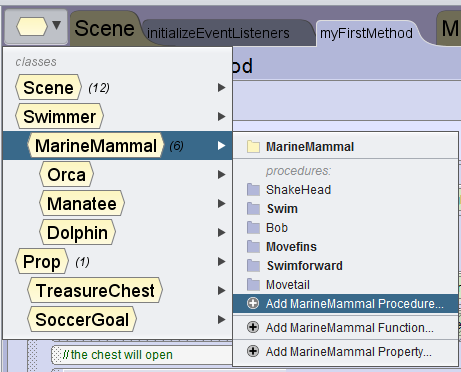 Scene
initializeEventListeners
myFirstMethod
M
od
classes
Scene (12)
Swimmer
MarineMammal (6)
Orca
Manatee
Dolphin
Prop (1)
TreasureChest
SoccerGoal
MarineMammal
procedures:
ShakeHead
Swim
Bob
Movefins
Swimforward
Movetail
Add MarineMammal Procedure...
Add MarineMammal Function...
Add MarineMammal Property...
//the chest will open